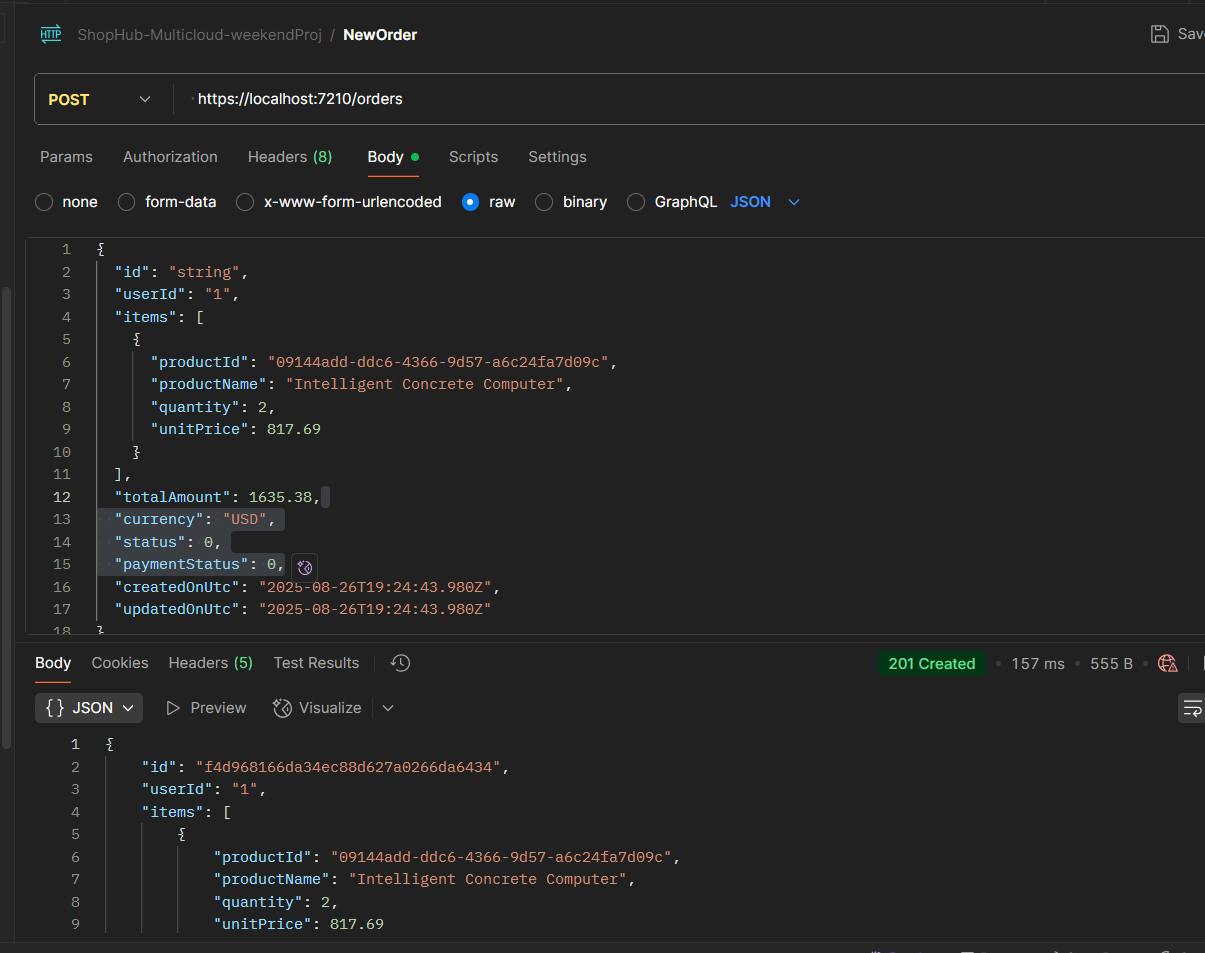 HTTP ShopHub-Multicloud-weekendProj / NewOrder
POST https://localhost:7210/orders
Params Authorization Headers (8) Body Scripts Settings
none form-data x-www-form-urlencoded raw binary GraphQL JSON
1 {
2 "id": "string",
3 "userId": "1",
4 "items": [
5 {
6 "productId": "09144add-ddc6-4366-9d57-a6c24fa7d09c",
7 "productName": "Intelligent Concrete Computer",
8 "quantity": 2,
9 "unitPrice": 817.69
10 }
11 ],
12 "totalAmount": 1635.38,
13 "currency": "USD",
14 "status": 0,
15 "paymentStatus": 0,
16 "createdOnUtc": "2025-08-26T19:24:43.980Z",
17 "updatedOnUtc": "2025-08-26T19:24:43.980Z"
18 }
Body Cookies Headers (5) Test Results 201 Created 157 ms 555 B
{} JSON Preview Visualize
1 {
2 "id": "f4d968166da34ec88d627a0266da6434",
3 "userId": "1",
4 "items": [
5 {
6 "productId": "09144add-ddc6-4366-9d57-a6c24fa7d09c",
7 "productName": "Intelligent Concrete Computer",
8 "quantity": 2,
9 "unitPrice": 817.69